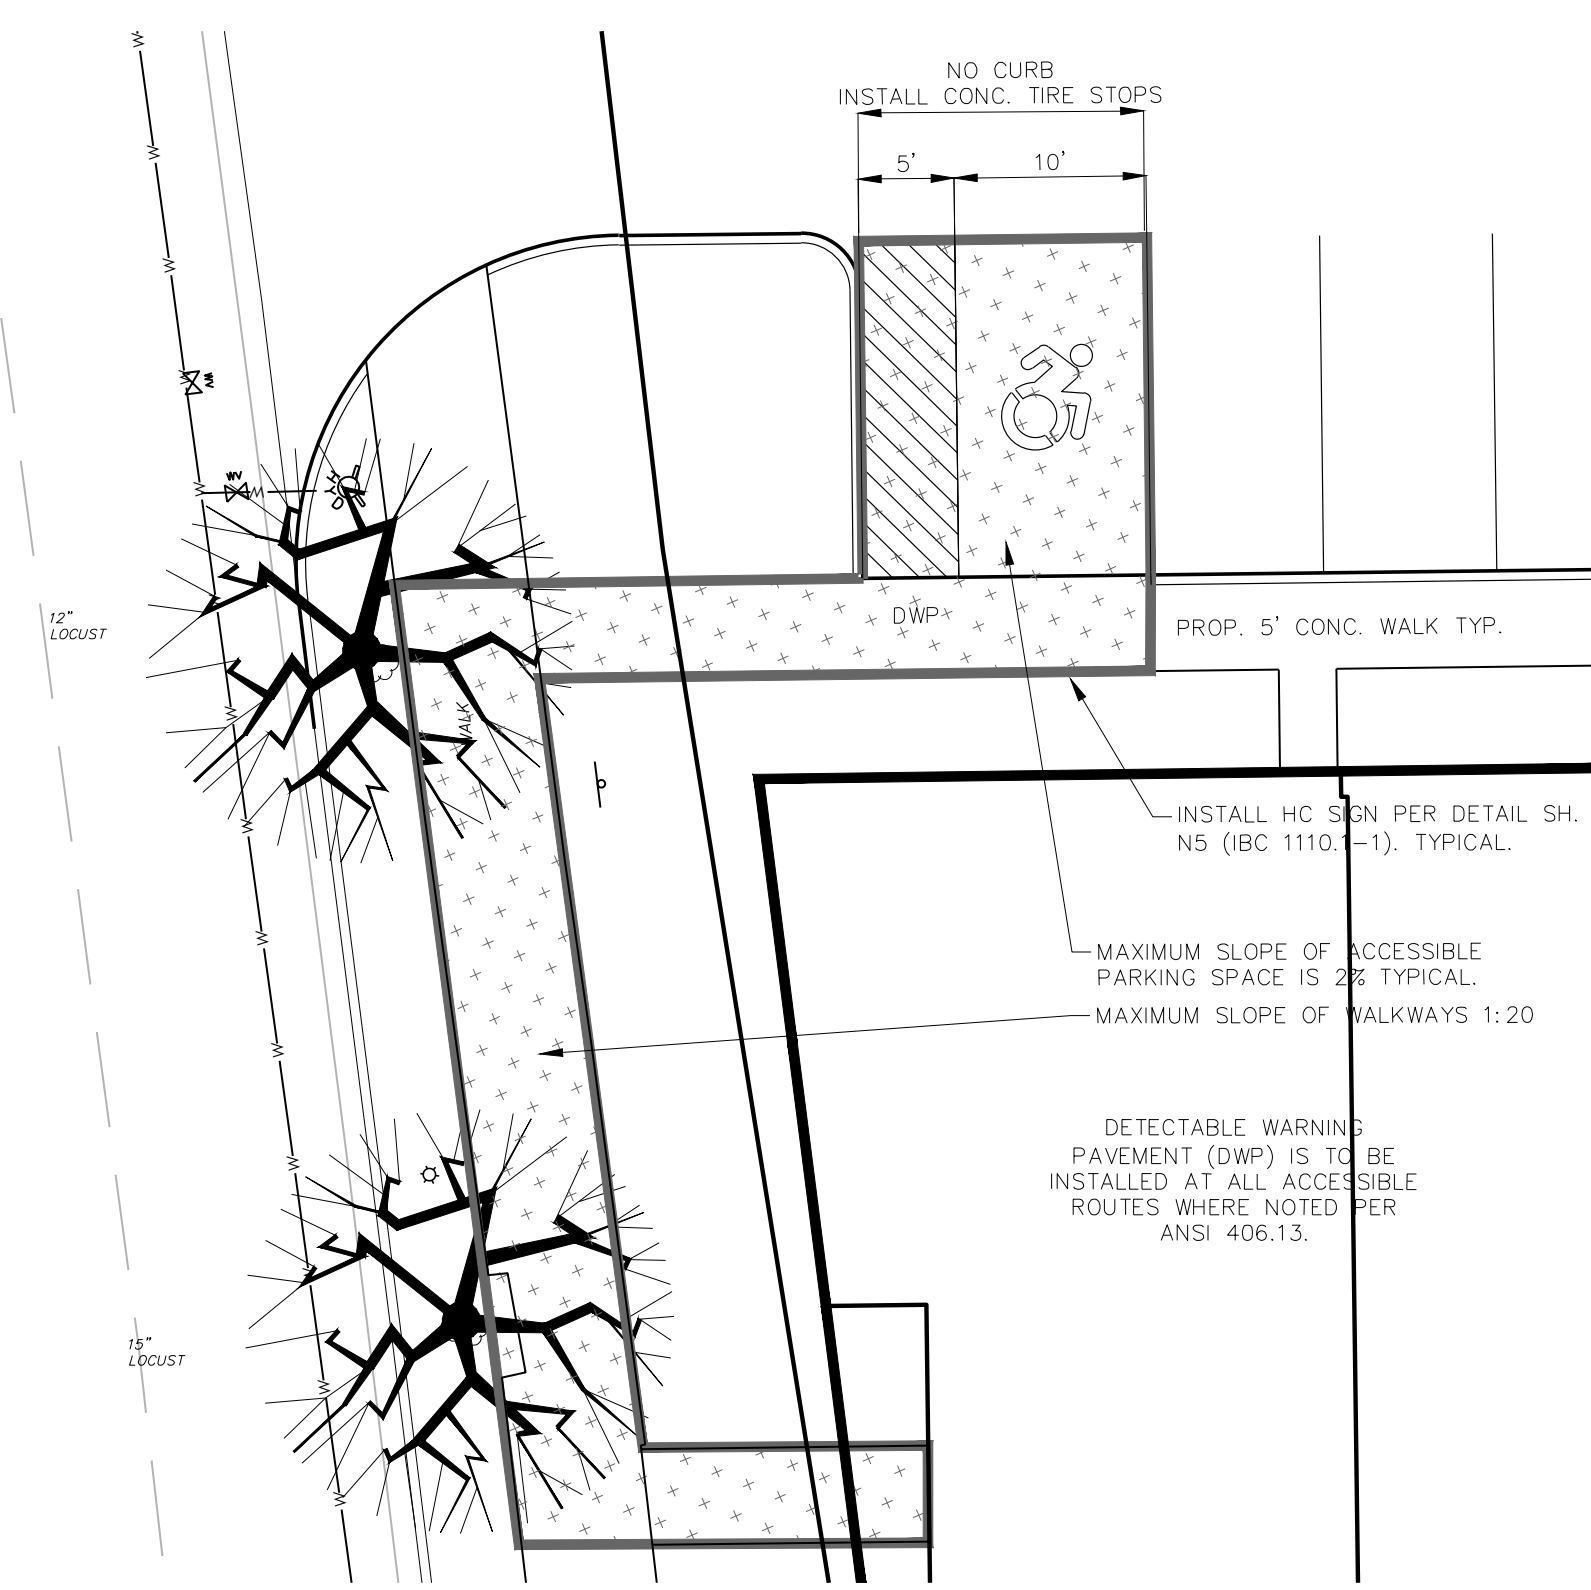 NO CURB
INSTALL CONC. TIRE STOPS
5'
10'
WV
WV
HYD
12"
LOCUST
DWP
PROP. 5' CONC. WALK TYP.
WALK
INSTALL HC SIGN PER DETAIL SH.
N5 (IBC 1110.1-1). TYPICAL.
MAXIMUM SLOPE OF ACCESSIBLE
PARKING SPACE IS 2% TYPICAL.
MAXIMUM SLOPE OF WALKWAYS 1:20
DETECTABLE WARNING
PAVEMENT (DWP) IS TO BE
INSTALLED AT ALL ACCESSIBLE
ROUTES WHERE NOTED PER
ANSI 406.13.
15"
LOCUST